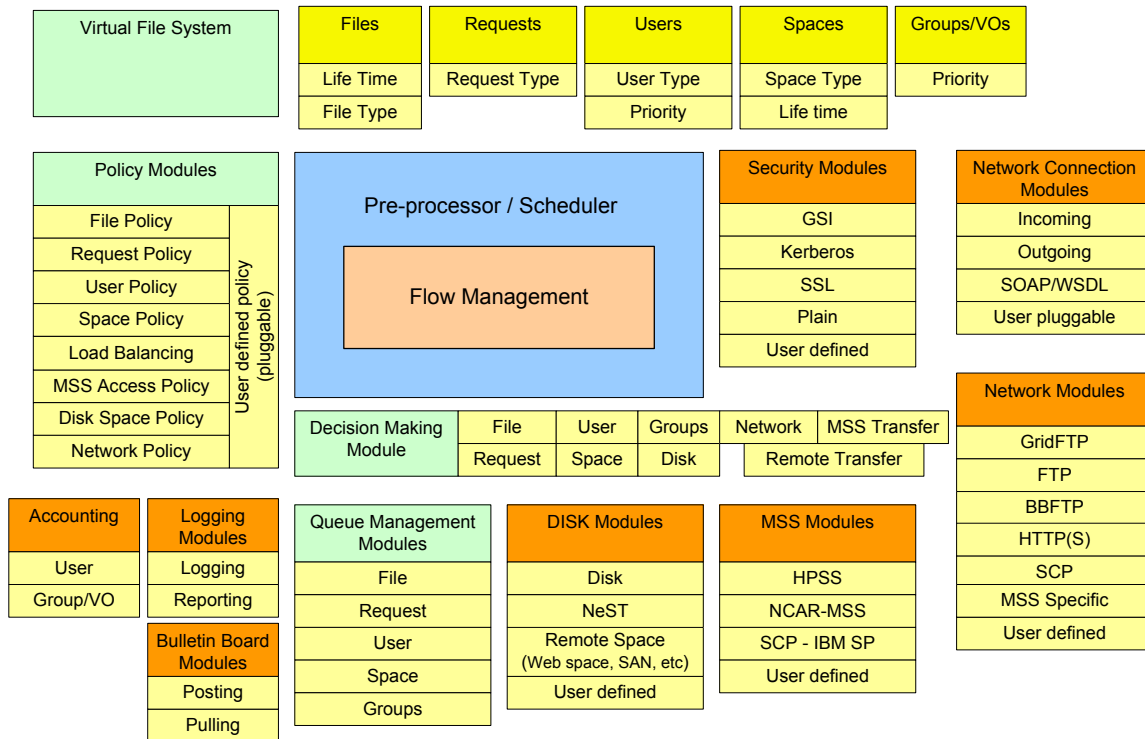 Virtual File System
Files
Life Time
File Type
Requests
Request Type
Users
User Type
Priority
Spaces
Space Type
Life time
Groups/VOs
Priority
Policy Modules
File Policy
Request Policy
User Policy
Space Policy
Load Balancing
MSS Access Policy
Disk Space Policy
Network Policy
User defined policy
(pluggable)
Pre-processor / Scheduler
Flow Management
Security Modules
GSI
Kerberos
SSL
Plain
User defined
Network Connection
Modules
Incoming
Outgoing
SOAP/WSDL
User pluggable
Decision Making
Module
File
User
Groups
Network
MSS Transfer
Request
Space
Disk
Remote Transfer
Network Modules
GridFTP
FTP
BBFTP
HTTP(S)
SCP
MSS Specific
User defined
Accounting
User
Group/VO
Logging
Modules
Logging
Reporting
Bulletin Board
Modules
Posting
Pulling
Queue Management
Modules
File
Request
User
Space
Groups
DISK Modules
Disk
NeST
Remote Space
(Web space, SAN, etc)
User defined
MSS Modules
HPSS
NCAR-MSS
SCP - IBM SP
User defined